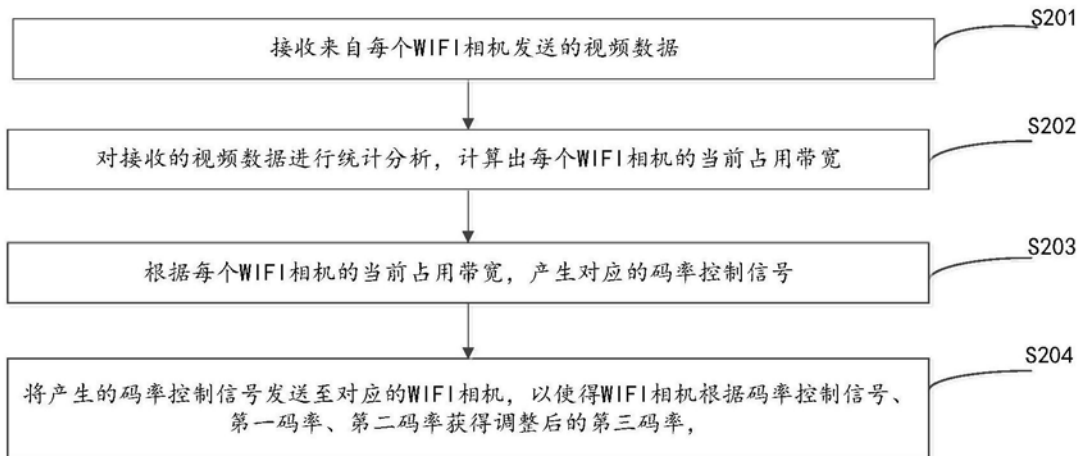 S201
接收来自每个WIFI相机发送的视频数据
S202
对接收的视频数据进行统计分析，计算出每个WIFI相机的当前占用带宽
S203
根据每个WIFI相机的当前占用带宽，产生对应的码率控制信号
S204
将产生的码率控制信号发送至对应的WIFI相机，以使得WIFI相机根据码率控制信号、
第一码率、第二码率获得调整后的第三码率，